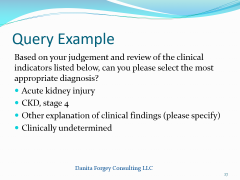 Query Example
Based on your judgement and review of the clinical
indicators listed below, can you please select the most
appropriate diagnosis?
Acute kidney injury
CKD, stage 4
Other explanation of clinical findings (please specify)
Clinically undetermined
Danita Forgey Consulting LLC